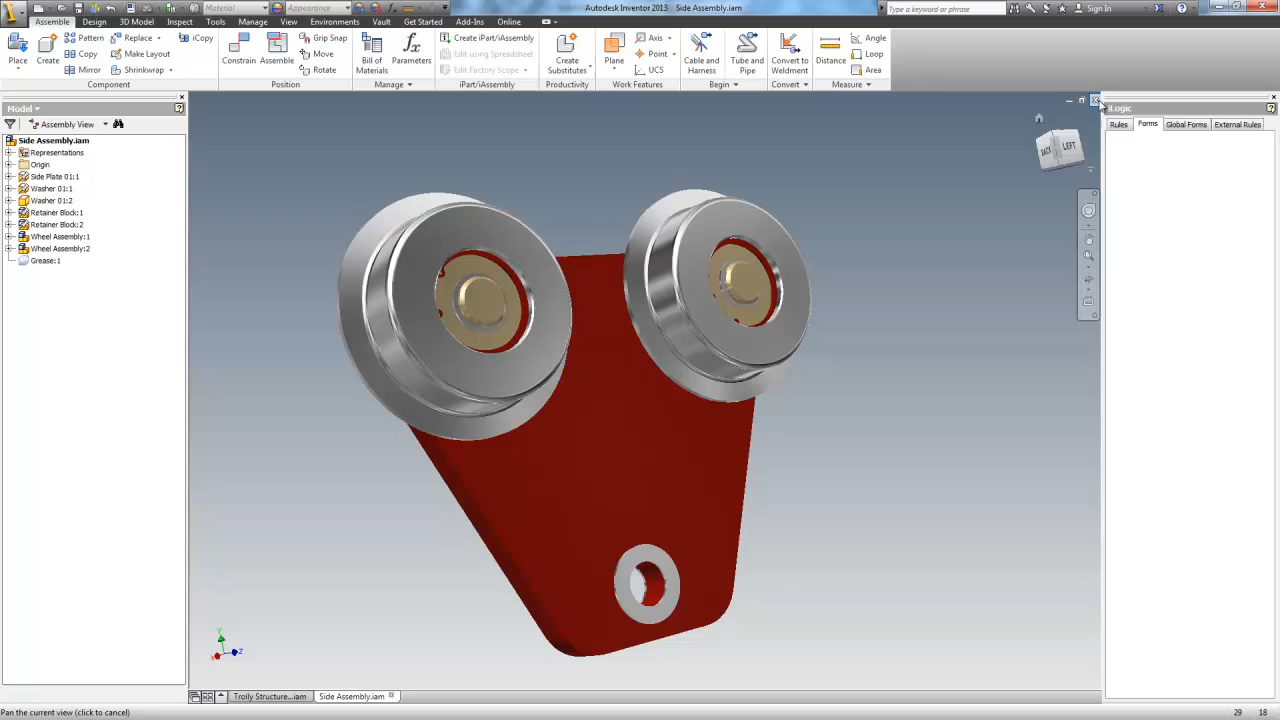 Material
Appearance
Autodesk Inventor 2013 Side Assembly.iam
Type a keyword or phrase
Sign In
Assemble Design 3D Model Inspect Tools Manage View Environments Vault Get Started Add-Ins Online
Place
Create
Pattern
Copy
Mirror
Replace
Make Layout
Shrinkwrap
iCopy
Component
Constrain
Assemble
Grip Snap
Move
Rotate
Position
Bill of
Materials
Parameters
Manage
Create iPart/iAssembly
Edit using Spreadsheet
Edit Factory Scope
iPart/iAssembly
Create
Substitutes
Productivity
Plane
Axis
Point
UCS
Work Features
Cable and
Harness
Tube and
Pipe
Begin
Convert to
Weldment
Convert
Distance
Angle
Loop
Area
Measure
Model
Assembly View
Side Assembly.iam
Representations
Origin
Side Plate 01:1
Washer 01:1
Washer 01:2
Retainer Block:1
Retainer Block:2
Wheel Assembly:1
Wheel Assembly:2
Grease:1
BACK
LEFT
iLogic
Rules Forms Global Forms External Rules
Y
X
Z
Trolly Structure...iam
Side Assembly.iam
Pan the current view (click to cancel)
29 18